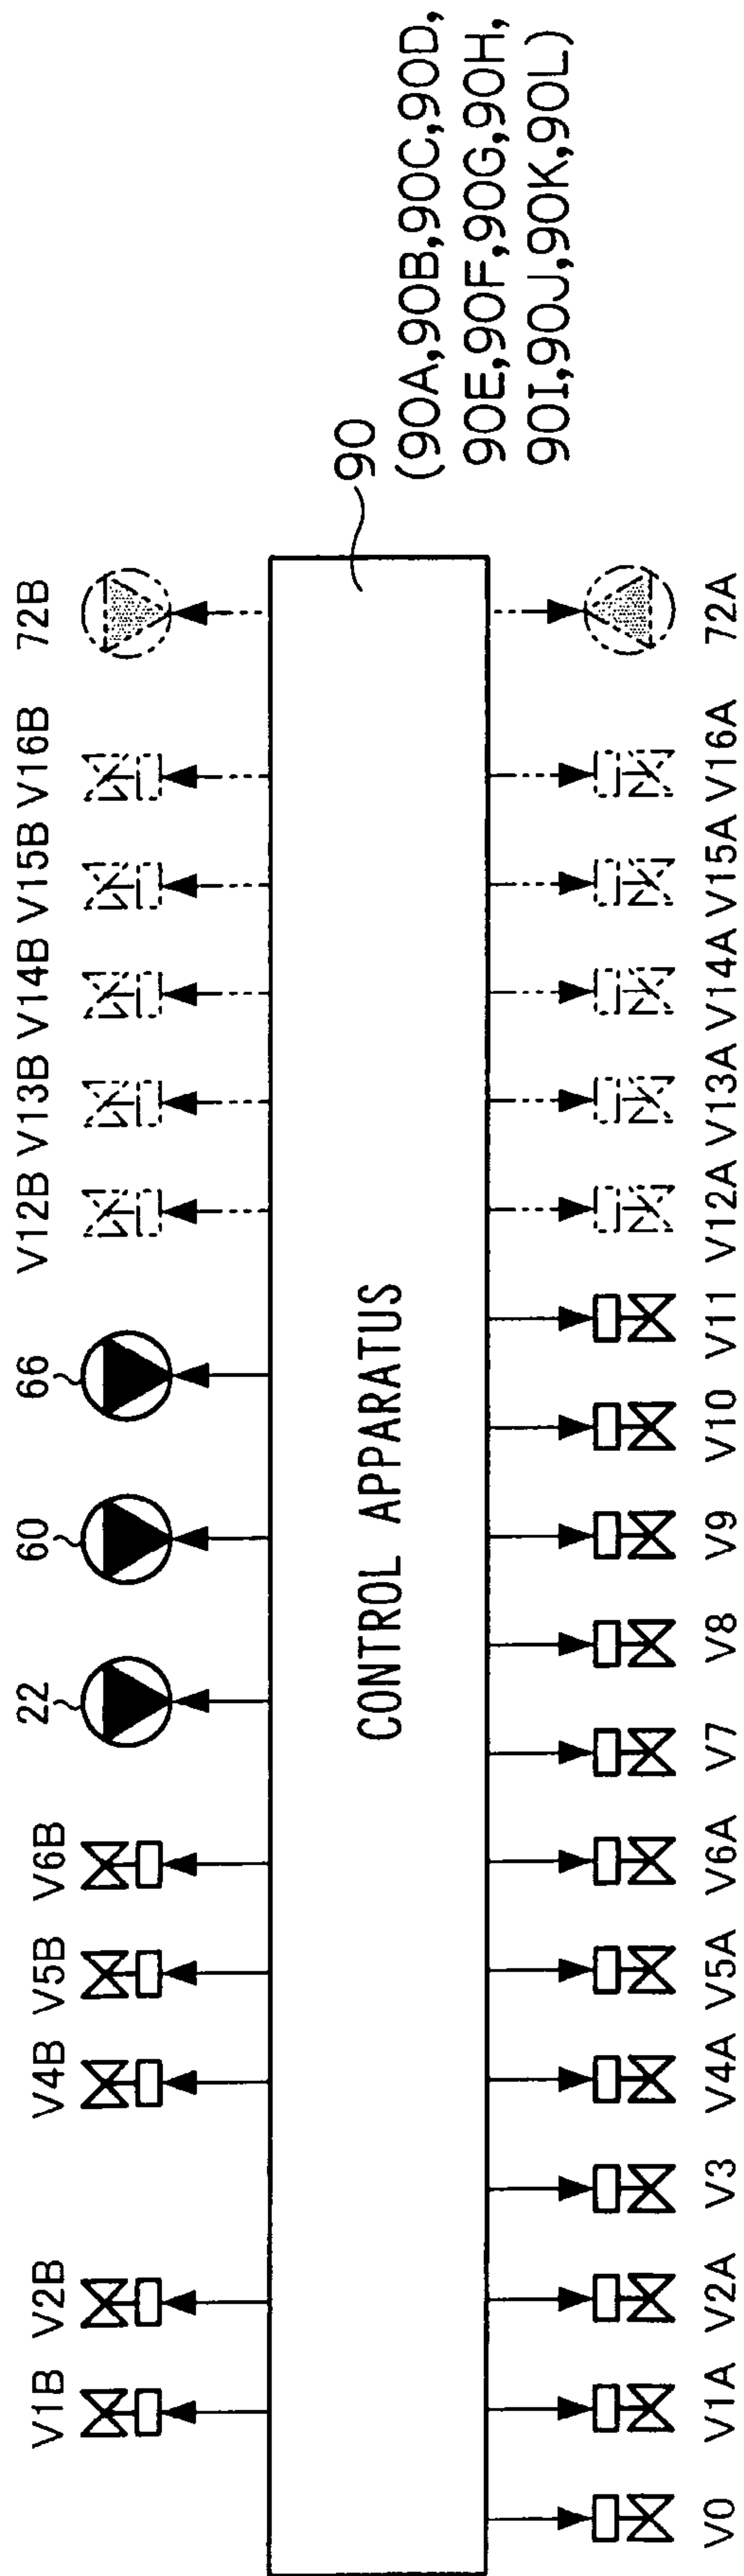 V1B V2B V4B V5B V6B 22 60 66 V12B V13B V14B V15B V16B 72B
CONTROL APPARATUS
90
(90A,90B,90C,90D,
90E,90F,90G,90H,
90I,90J,90K,90L)
V0 V1A V2A V3 V4A V5A V6A V7 V8 V9 V10 V11 V12A V13A V14A V15A V16A 72A